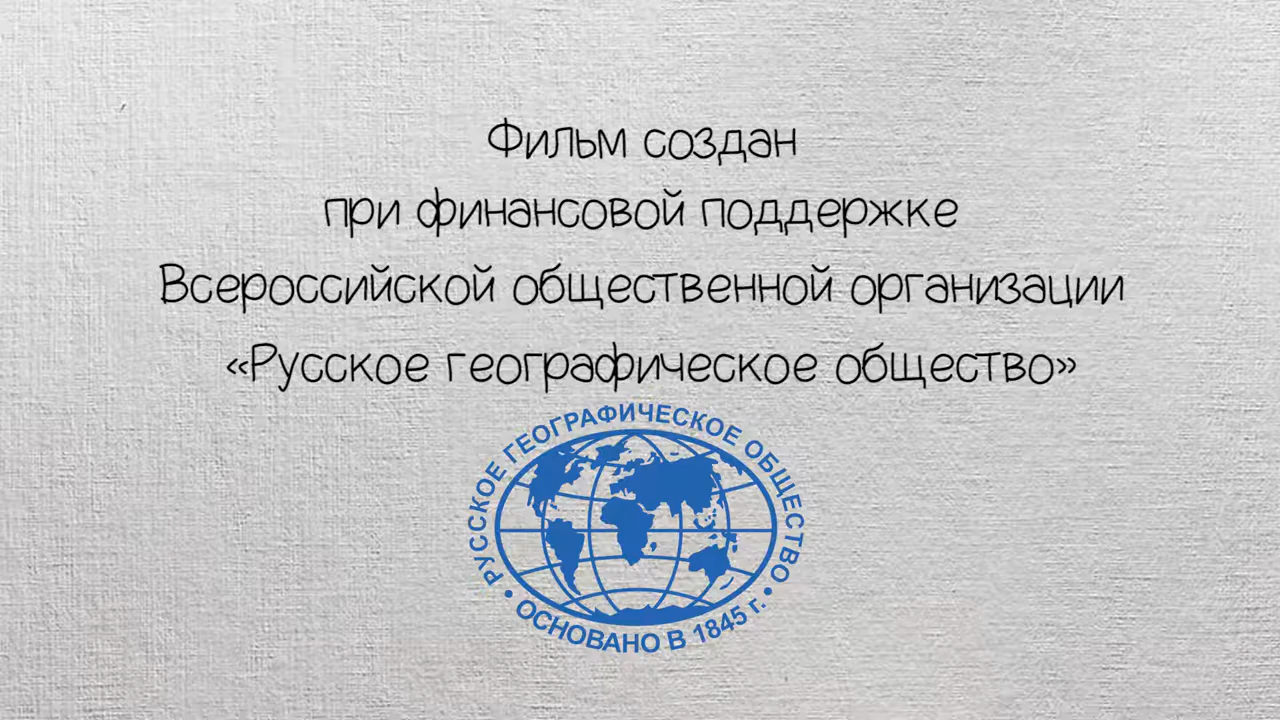 Фильм создан
при финансовой поддержке
Всероссийской общественной организации
«Русское географическое общество»
РУССКОЕ ГЕОГРАФИЧЕСКОЕ ОБЩЕСТВО
• ОСНОВАНО В 1845 г. •